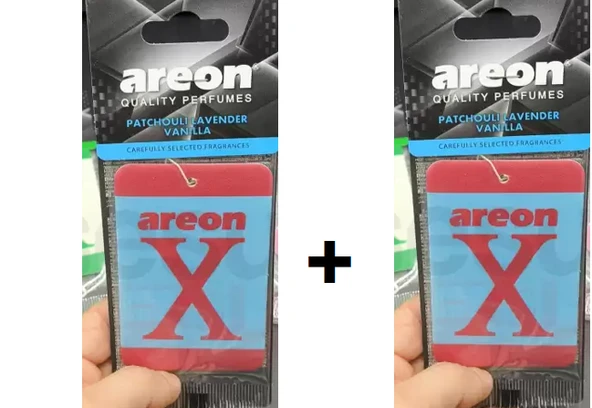 areon
QUALITY PERFUMES
PATCHOULI LAVENDER
VANILLA
CAREFULLY SELECTED FRAGRANCES
areon
X
+
areon
QUALITY PERFUMES
PATCHOULI LAVENDER
VANILLA
CAREFULLY SELECTED FRAGRANCES
areon
X